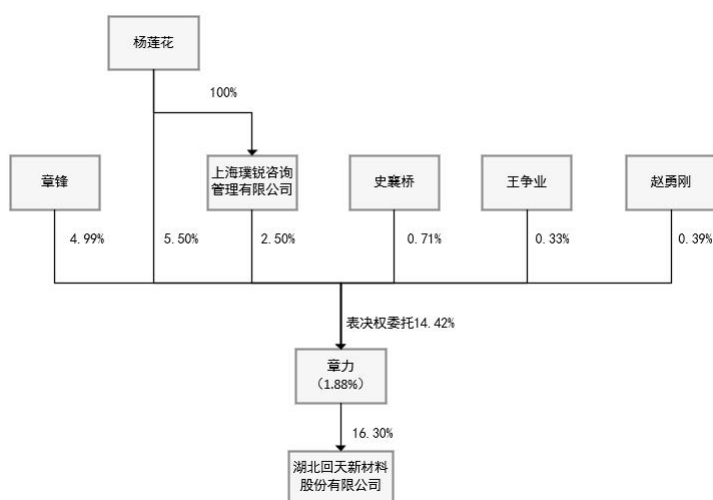 杨莲花
100%
章锋
上海璞锐咨询
管理有限公司
史襄桥
王争业
赵勇刚
4.99%
5.50%
2.50%
0.71%
0.33%
0.39%
表决权委托14.42%
章力
（1.88%）
16.30%
湖北回天新材料
股份有限公司